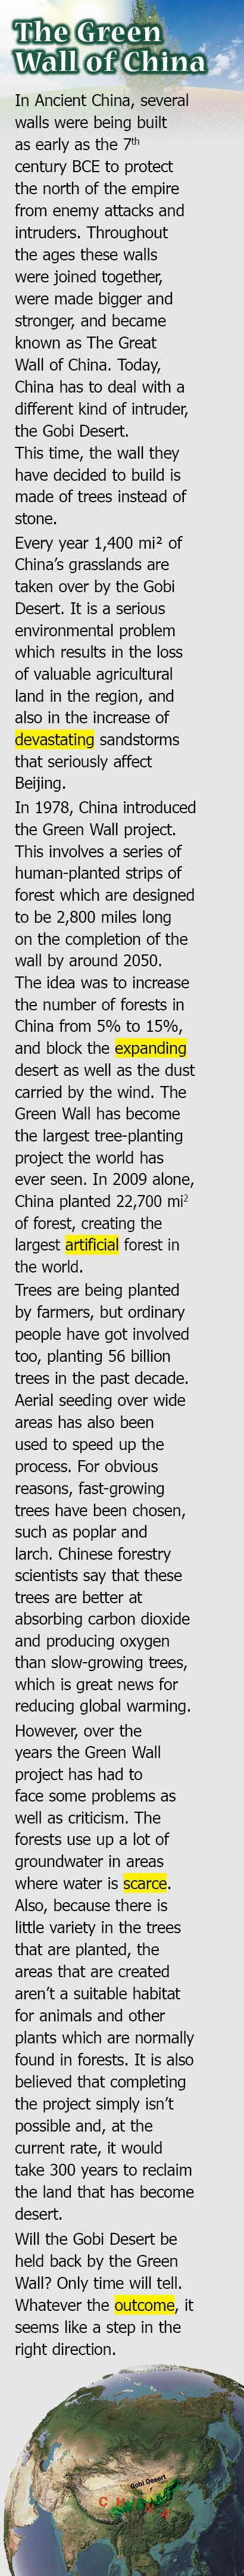 The Green
Wall of China
In Ancient China, several
walls were being built
as early as the 7th
century BCE to protect
the north of the empire
from enemy attacks and
intruders. Throughout
the ages these walls
were joined together,
were made bigger and
stronger, and became
known as The Great
Wall of China. Today,
China has to deal with a
different kind of intruder,
the Gobi Desert.
This time, the wall they
have decided to build is
made of trees instead of
stone.
Every year 1,400 mi² of
China's grasslands are
taken over by the Gobi
Desert. It is a serious
environmental problem
which results in the loss
of valuable agricultural
land in the region, and
also in the increase of
devastating sandstorms
that seriously affect
Beijing.
In 1978, China introduced
the Green Wall project.
This involves a series of
human-planted strips of
forest which are designed
to be 2,800 miles long
on the completion of the
wall by around 2050.
The idea was to increase
the number of forests in
China from 5% to 15%,
and block the expanding
desert as well as the dust
carried by the wind. The
Green Wall has become
the largest tree-planting
project the world has
ever seen. In 2009 alone,
China planted 22,700 mi²
of forest, creating the
largest artificial forest in
the world.
Trees are being planted
by farmers, but ordinary
people have got involved
too, planting 56 billion
trees in the past decade.
Aerial seeding over wide
areas has also been
used to speed up the
process. For obvious
reasons, fast-growing
trees have been chosen,
such as poplar and
larch. Chinese forestry
scientists say that these
trees are better at
absorbing carbon dioxide
and producing oxygen
than slow-growing trees,
which is great news for
reducing global warming.
However, over the
years the Green Wall
project has had to
face some problems as
well as criticism. The
forests use up a lot of
groundwater in areas
where water is scarce.
Also, because there is
little variety in the trees
that are planted, the
areas that are created
aren't a suitable habitat
for animals and other
plants which are normally
found in forests. It is also
believed that completing
the project simply isn't
possible and, at the
current rate, it would
take 300 years to reclaim
the land that has become
desert.
Will the Gobi Desert be
held back by the Green
Wall? Only time will tell.
Whatever the outcome, it
seems like a step in the
right direction.
Gobi Desert
CHINA